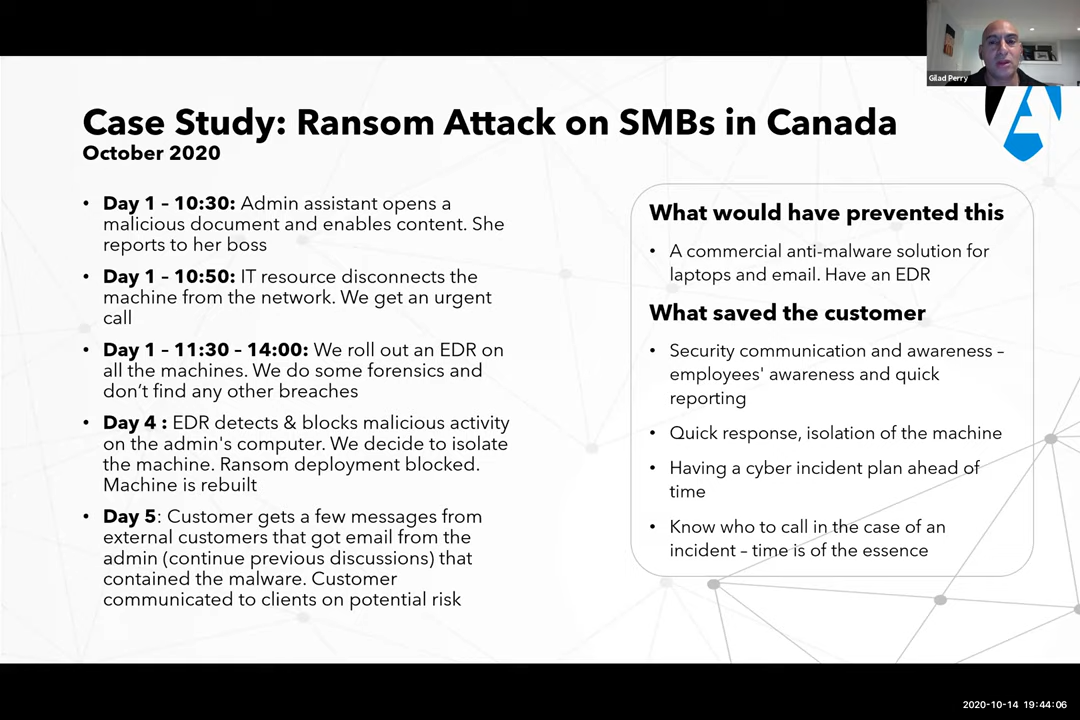 Gilad Perry
Case Study: Ransom Attack on SMBs in Canada
October 2020
• Day 1 – 10:30: Admin assistant opens a
malicious document and enables content. She
reports to her boss
• Day 1 – 10:50: IT resource disconnects the
machine from the network. We get an urgent
call
• Day 1 – 11:30 – 14:00: We roll out an EDR on
all the machines. We do some forensics and
don’t find any other breaches
• Day 4 : EDR detects & blocks malicious activity
on the admin's computer. We decide to isolate
the machine. Ransom deployment blocked.
Machine is rebuilt
• Day 5: Customer gets a few messages from
external customers that got email from the
admin (continue previous discussions) that
contained the malware. Customer
communicated to clients on potential risk
What would have prevented this
• A commercial anti-malware solution for
laptops and email. Have an EDR
What saved the customer
• Security communication and awareness –
employees' awareness and quick
reporting
• Quick response, isolation of the machine
• Having a cyber incident plan ahead of
time
• Know who to call in the case of an
incident – time is of the essence
2020-10-14 19:44:06